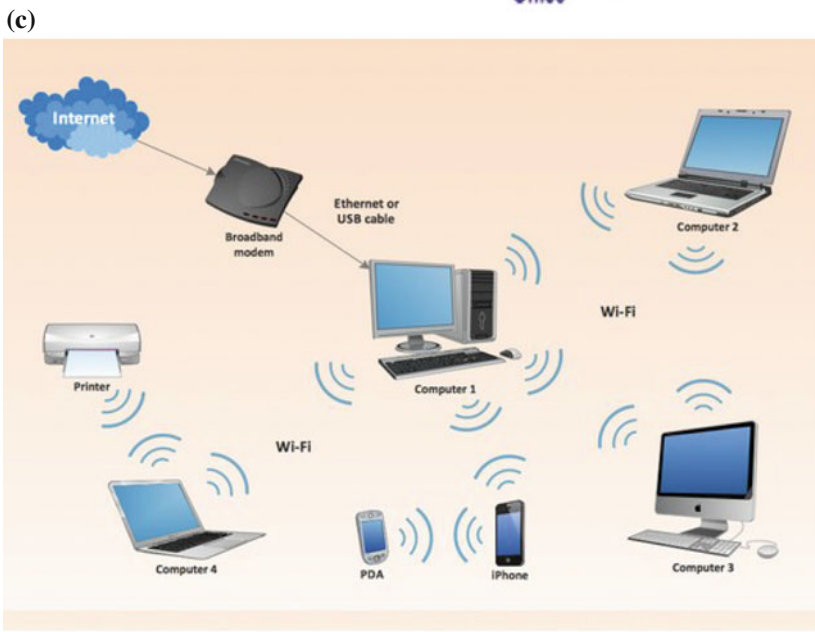 (c)
Internet
Broadband
modem
Ethernet or
USB cable
Computer 2
Wi-Fi
Printer
Computer 1
Wi-Fi
Computer 4
PDA
iPhone
Computer 3